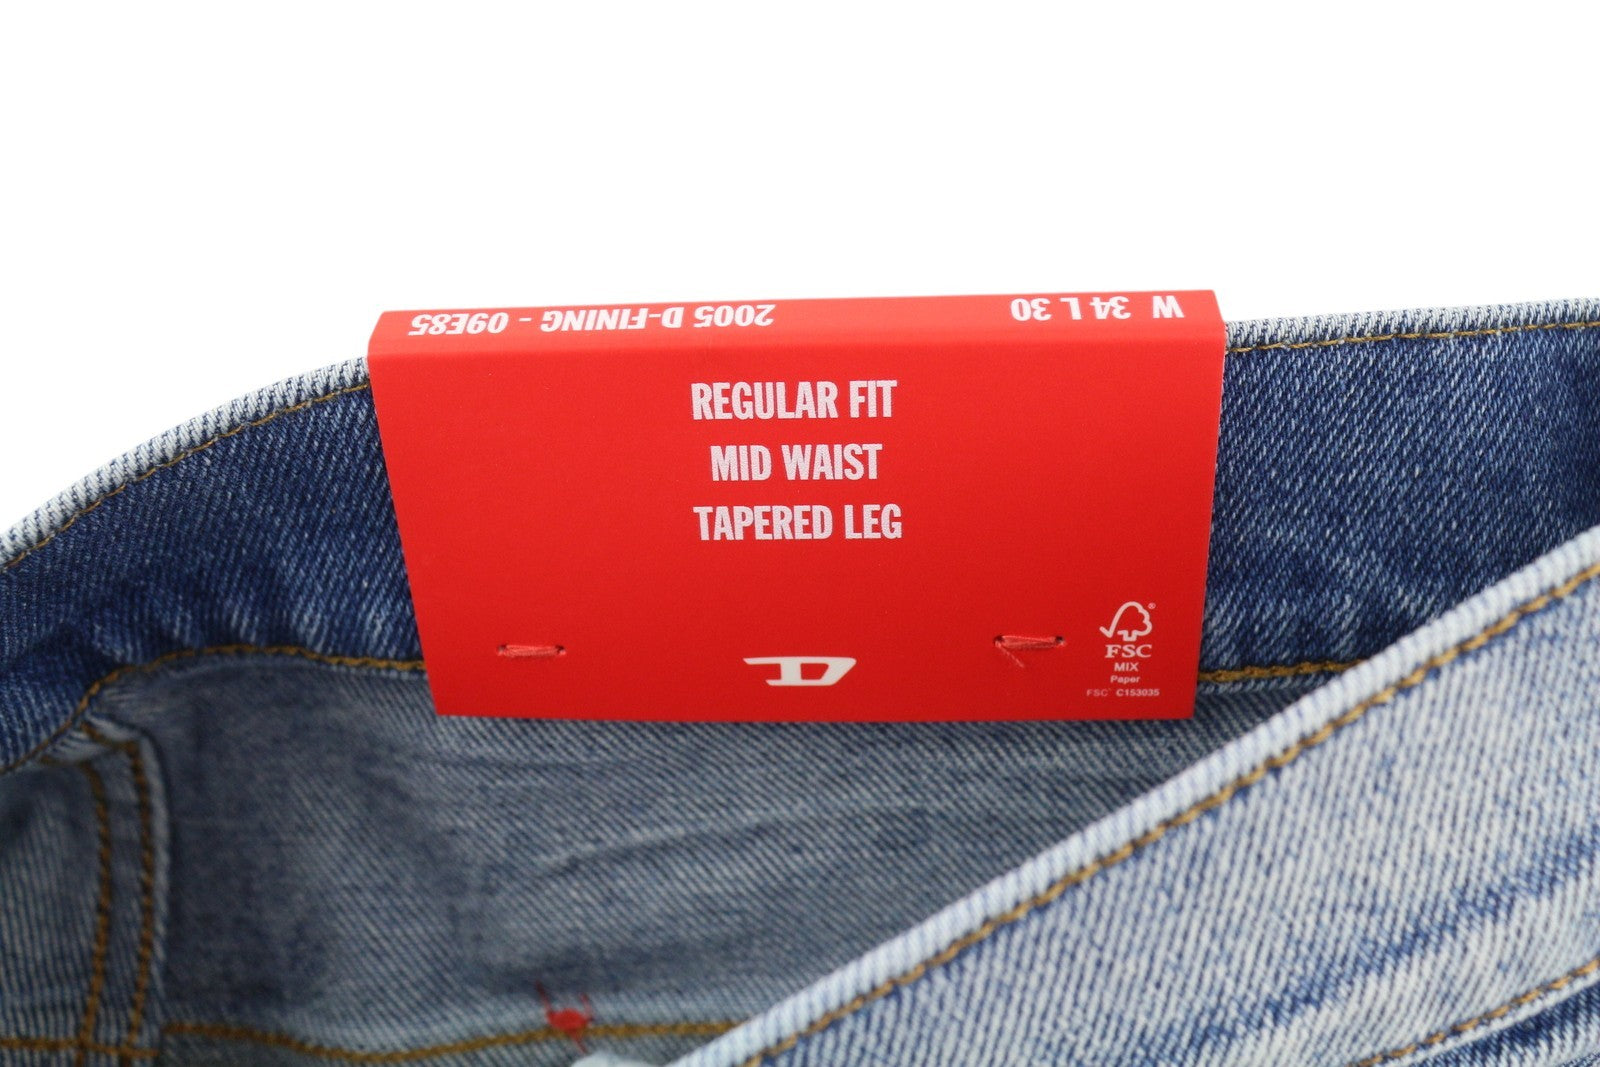 2005 D-FINING - 09E85
W 34 L 30
REGULAR FIT
MID WAIST
TAPERED LEG
D
FSC®
MIX
Paper
FSC® C153035